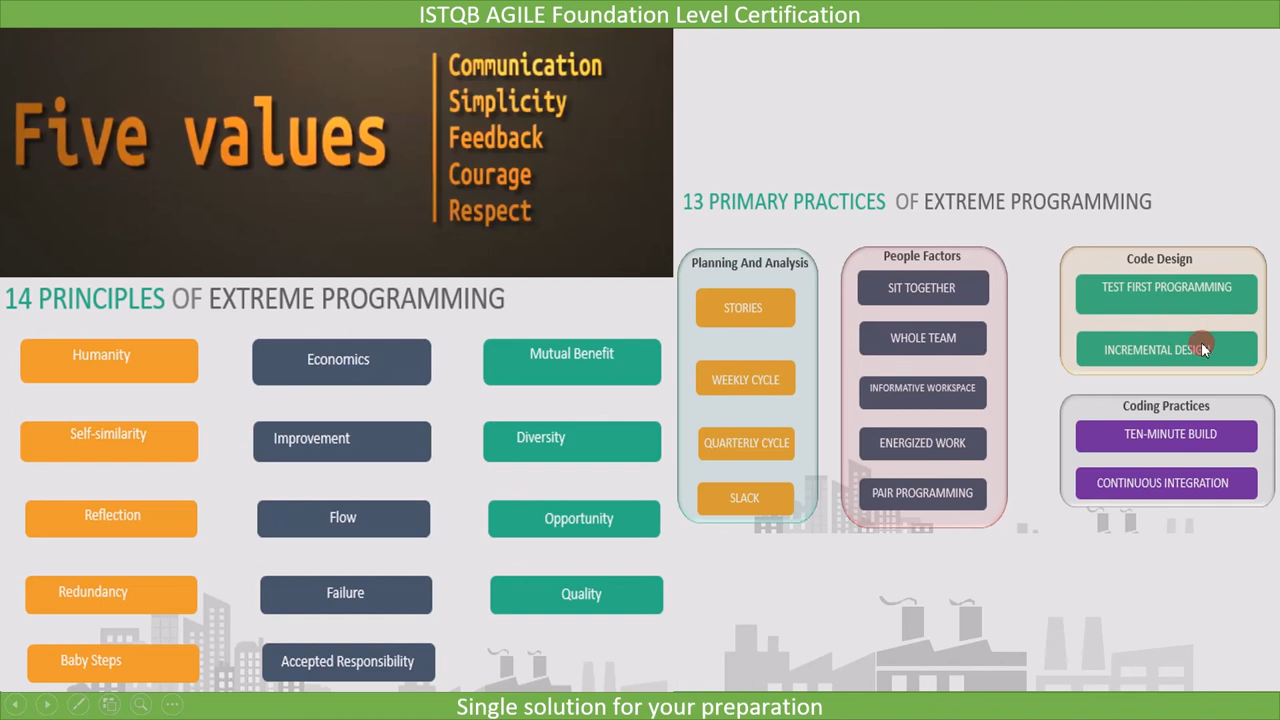 ISTQB AGILE Foundation Level Certification
Five values
Communication
Simplicity
Feedback
Courage
Respect
14 PRINCIPLES OF EXTREME PROGRAMMING
Humanity
Economics
Mutual Benefit
Self-similarity
Improvement
Diversity
Reflection
Flow
Opportunity
Redundancy
Failure
Quality
Baby Steps
Accepted Responsibility
13 PRIMARY PRACTICES OF EXTREME PROGRAMMING
Planning And Analysis
STORIES
WEEKLY CYCLE
QUARTERLY CYCLE
SLACK
People Factors
SIT TOGETHER
WHOLE TEAM
INFORMATIVE WORKSPACE
ENERGIZED WORK
PAIR PROGRAMMING
Code Design
TEST FIRST PROGRAMMING
INCREMENTAL DESIGN
Coding Practices
TEN-MINUTE BUILD
CONTINUOUS INTEGRATION
Single solution for your preparation